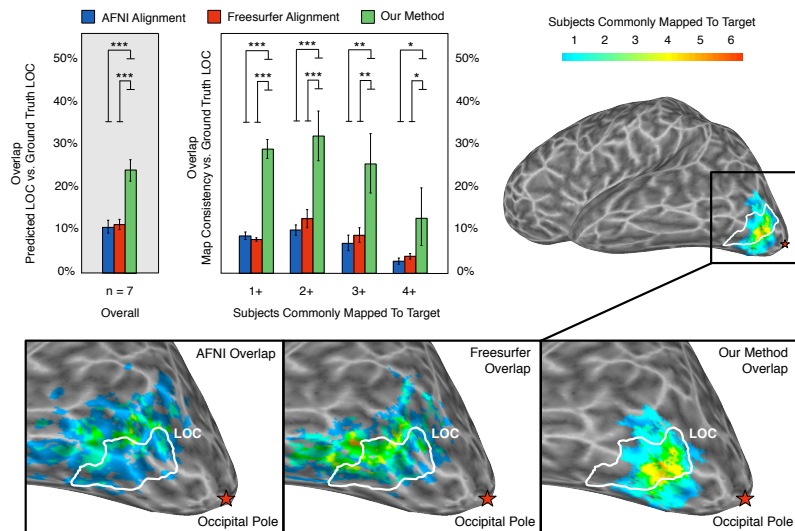 AFNI Alignment
Freesurfer Alignment
Our Method
Overlap
Predicted LOC vs. Ground Truth LOC
50%
40%
30%
20%
10%
0%
***
***
n = 7
Overall
Overlap
Map Consistency vs. Ground Truth LOC
***
***
***
***
**
**
*
*
50%
40%
30%
20%
10%
0%
1+
2+
3+
4+
Subjects Commonly Mapped To Target
Subjects Commonly Mapped To Target
1 2 3 4 5 6
AFNI Overlap
LOC
Occipital Pole
Freesurfer
Overlap
LOC
Occipital Pole
Our Method
Overlap
LOC
Occipital Pole